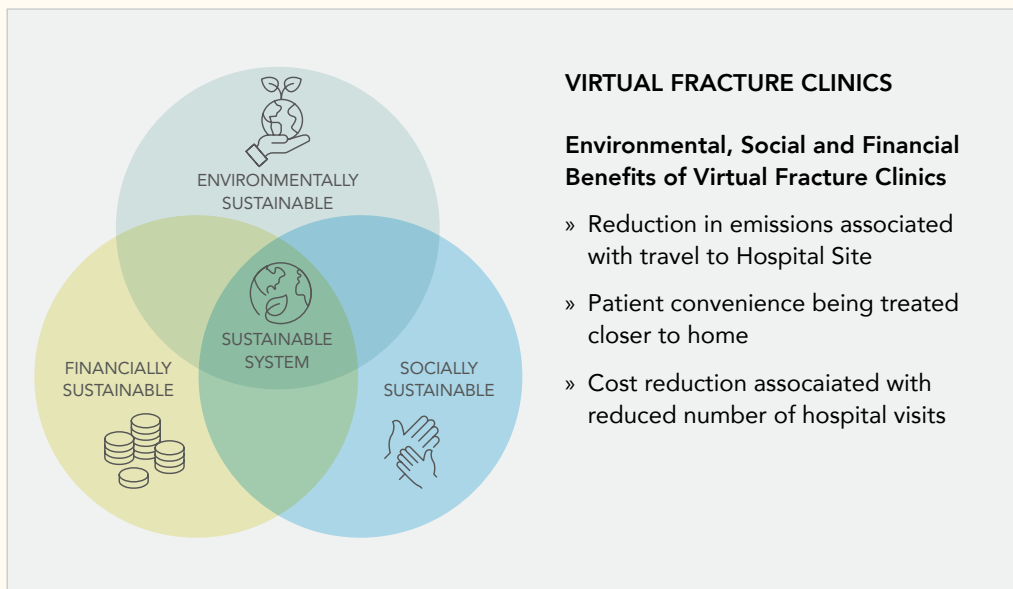 ENVIRONMENTALLY
SUSTAINABLE
SUSTAINABLE
SYSTEM
FINANCIALLY
SUSTAINABLE
SOCIALLY
SUSTAINABLE
VIRTUAL FRACTURE CLINICS
Environmental, Social and Financial
Benefits of Virtual Fracture Clinics
» Reduction in emissions associated
with travel to Hospital Site
» Patient convenience being treated
closer to home
» Cost reduction assocaiated with
reduced number of hospital visits